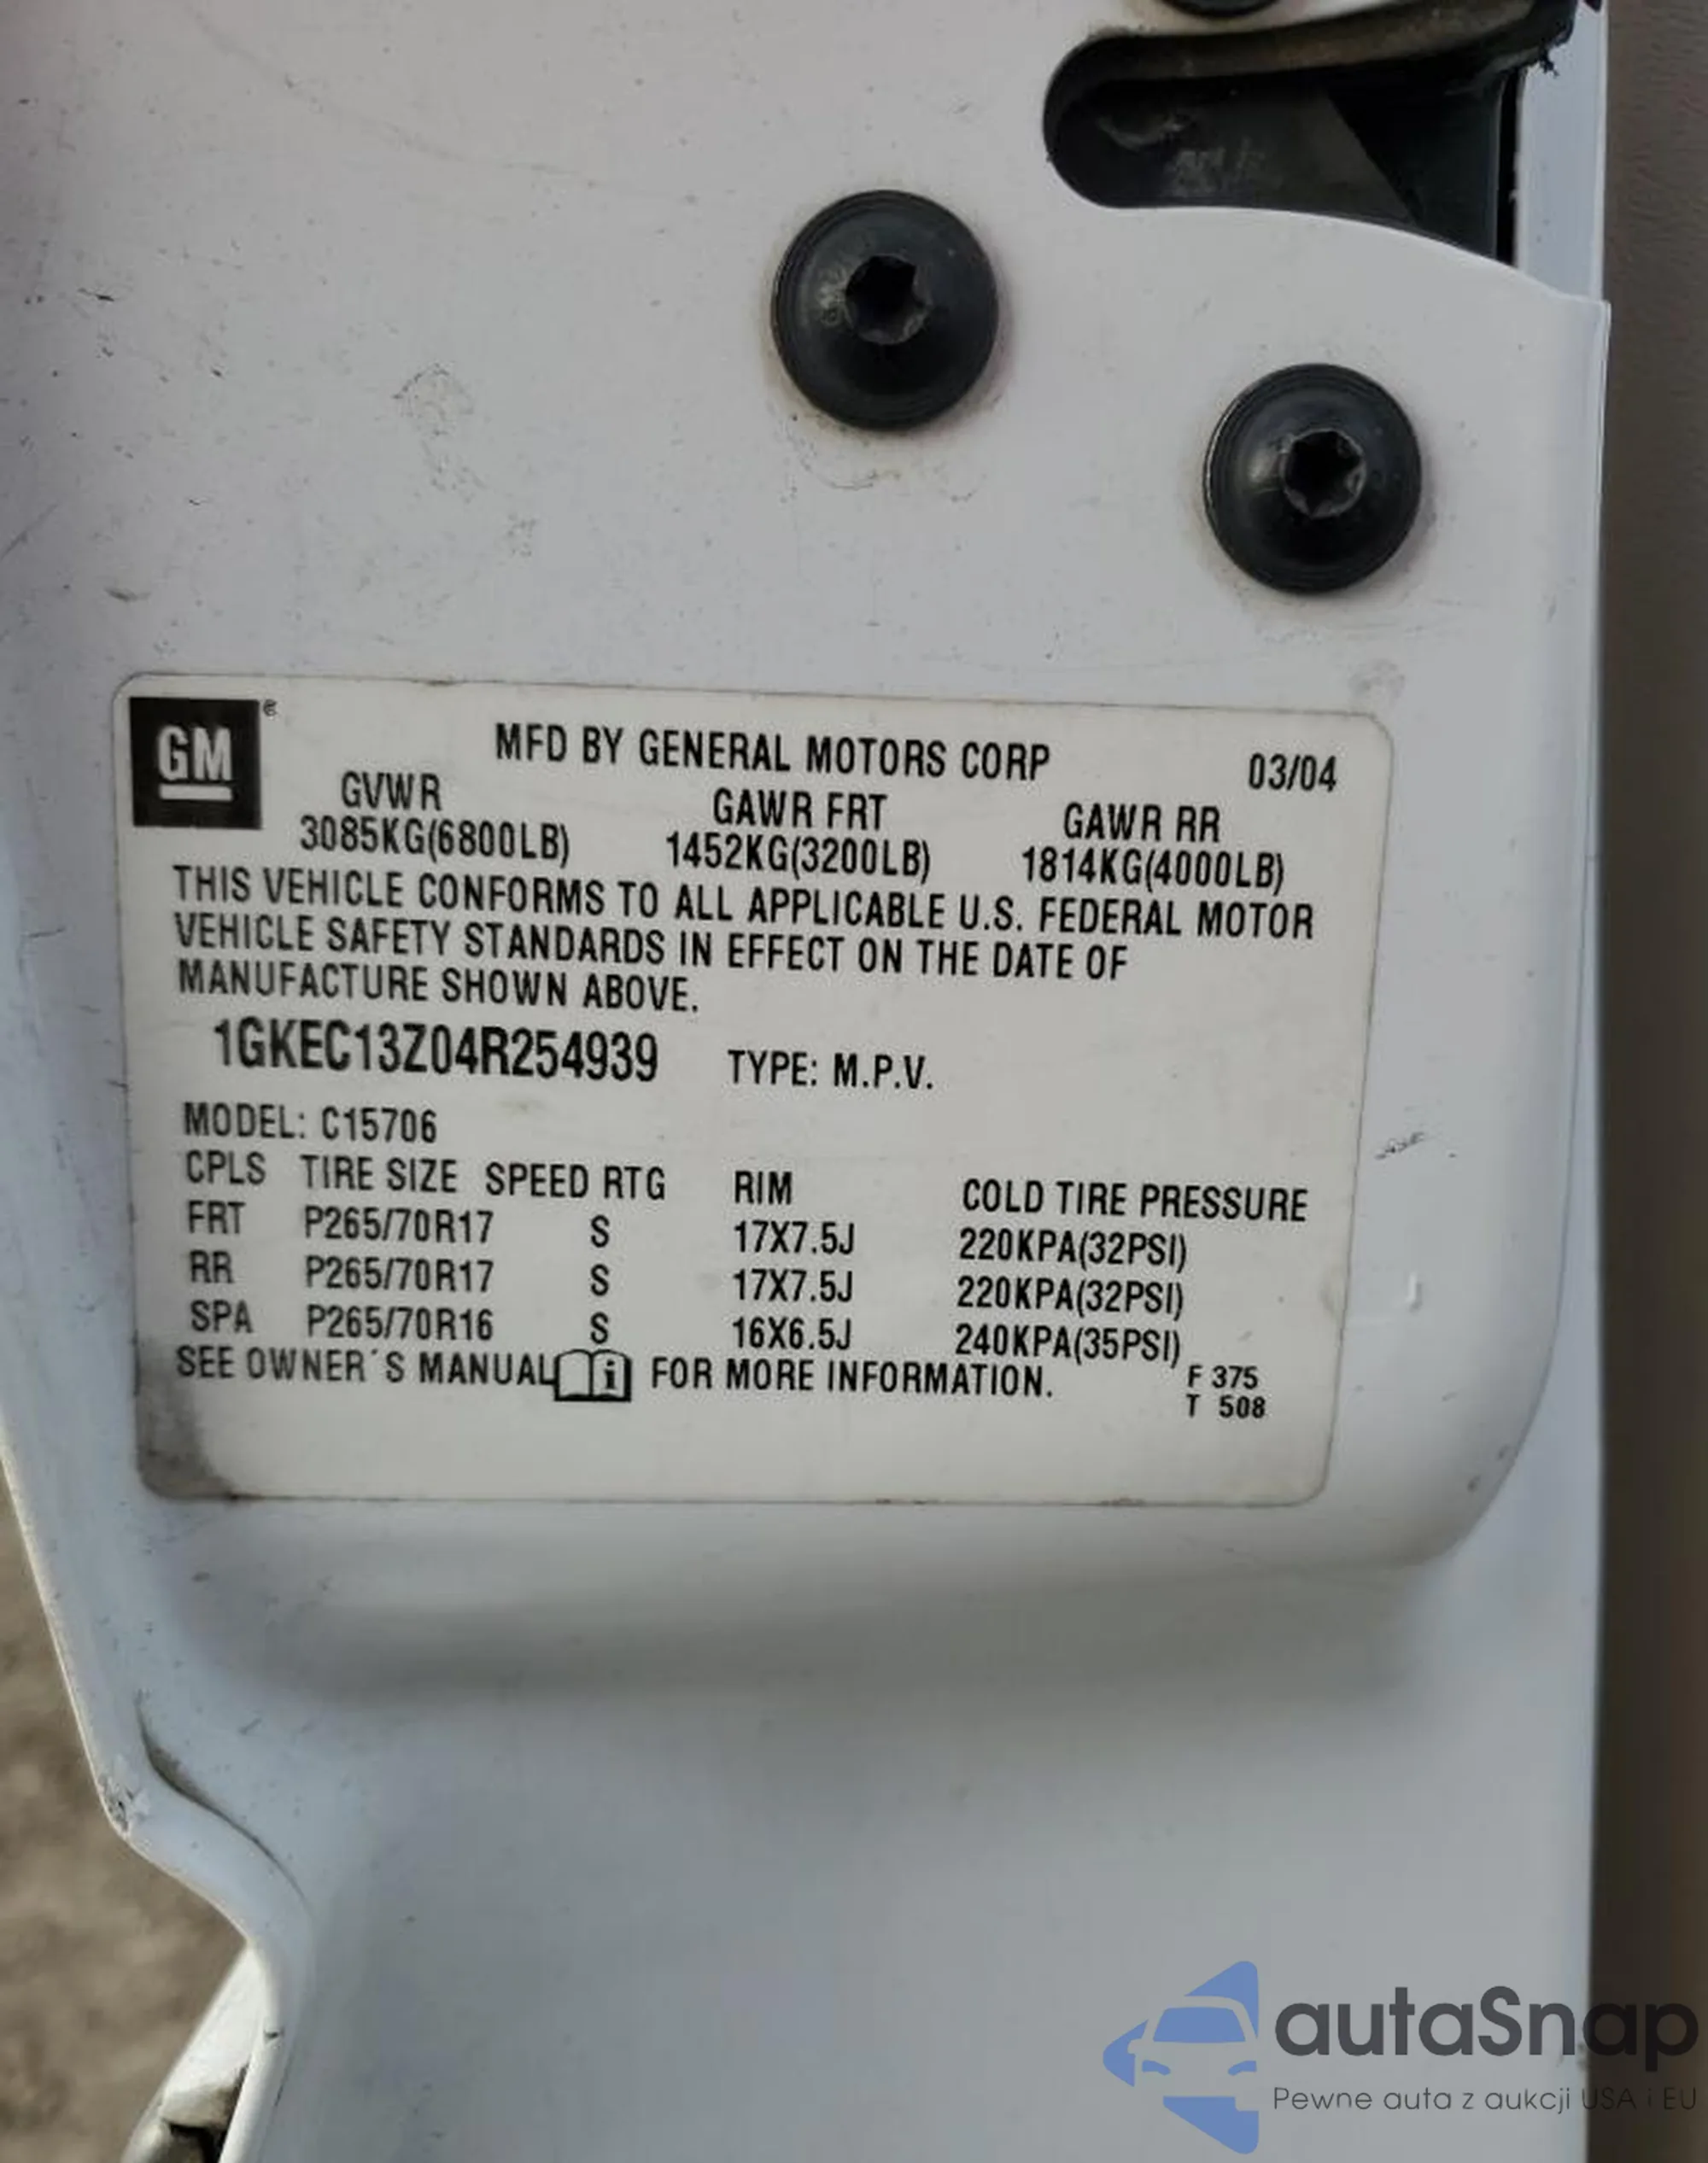 GM®
MFD BY GENERAL MOTORS CORP 03/04
GVWR GAWR FRT GAWR RR
3085KG(6800LB) 1452KG(3200LB) 1814KG(4000LB)
THIS VEHICLE CONFORMS TO ALL APPLICABLE U.S. FEDERAL MOTOR
VEHICLE SAFETY STANDARDS IN EFFECT ON THE DATE OF
MANUFACTURE SHOWN ABOVE.
1GKEC13Z04R254939 TYPE: M.P.V.
MODEL: C15706
CPLS TIRE SIZE SPEED RTG RIM COLD TIRE PRESSURE
FRT P265/70R17 S 17X7.5J 220KPA(32PSI)
RR P265/70R17 S 17X7.5J 220KPA(32PSI)
SPA P265/70R16 S 16X6.5J 240KPA(35PSI)
SEE OWNER´S MANUAL i FOR MORE INFORMATION.
F 375
T 508
autaSnap
Pewne auta z aukcji USA i EU